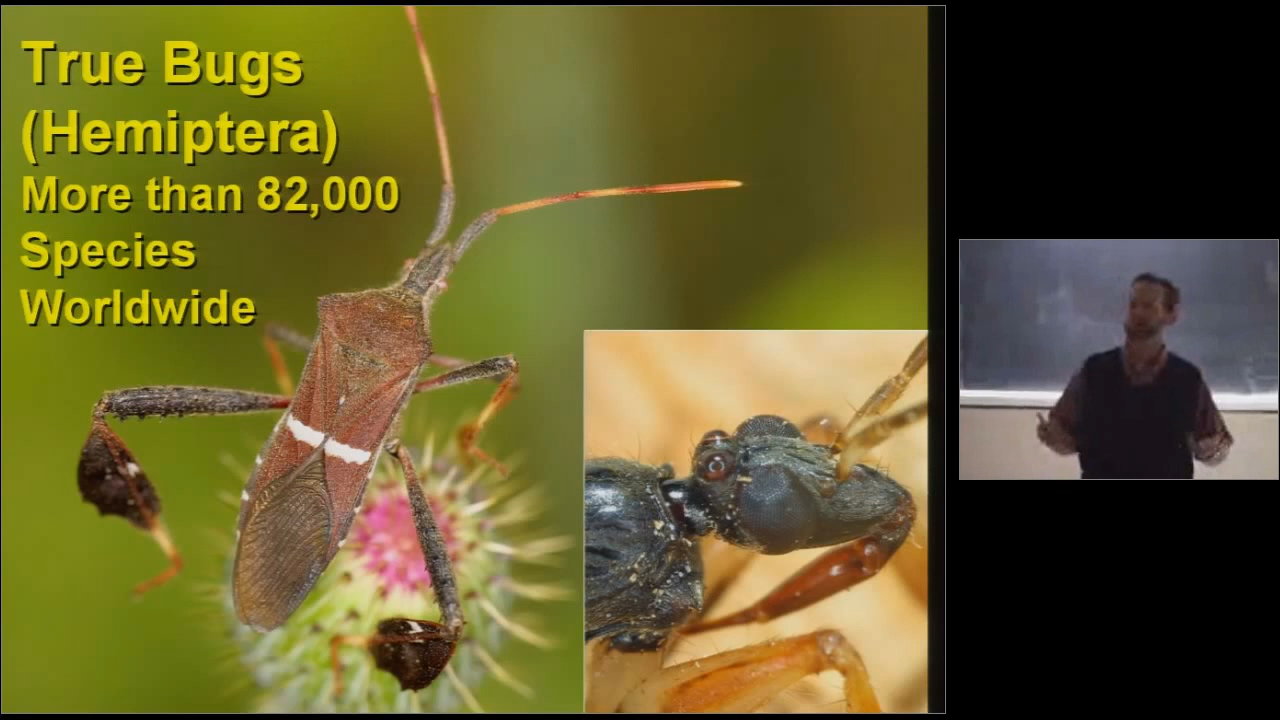 True Bugs
(Hemiptera)
More than 82,000
Species
Worldwide